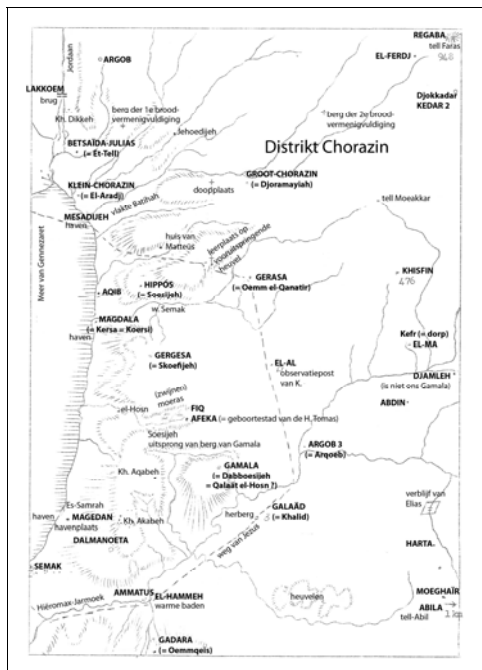 REGABA
tell Faras
948
EL-FERDJ
Jordaan
ARGOB
LAKKOEM
brug
Djokkadar
KEDAR 2
Kh. Dikkeh
berg der 1e brood-
vermenigvuldiging
berg der 2e brood-
vermenigvuldiging
Jehoedijeh
BETSAÏDA-JULIAS
(= Et-Tell)
Distrikt Chorazin
GROOT-CHORAZIN
(= Djoramayiah)
KLEIN-CHORAZIN
(= El-Aradj)
doopplaats
vlakte Batihah
tell Moeakkar
MESADIJEH
haven
Meer van Gennezaret
huis van
Matteüs
leerplaats op
vooruitspringende
heuvel
GERASA
(= Oemm el-Qanatir)
KHISFIN
476
HIPPÓS
(= Soesijeh)
AQIB
w. Semak
MAGDALA
(= Kersa = Koersi)
haven
Kefr (= dorp)
EL-MA
GERGESA
(= Skoefijeh)
EL-AL
observatiepost
van K.
DJAMLEH
(is niet ons Gamala)
(zwijnen)
moeras
ABDIN
el-Hosn
FIQ
AFEKA (= geboortestad van de H. Tomas)
Soesijeh
uitsprong van berg van Gamala
ARGOB 3
(= Arqoeb)
GAMALA
(= Dabboesijeh
= Qalaät el-Hosn ?)
Kh. Aqabeh
verblijf van
Elias
Es-Samrah
haven
MAGEDAN
havenplaats
Kh. Akabeh
GALAÄD
(= Khalid)
herberg
weg van Jezus
DALMANOETA
HARTA
SEMAK
AMMATUS
EL-HAMMEH
warme baden
Hiëromax-Jarmoek
heuvelen
MOEGHAÏR
ABILA
tell-Abil
GADARA
(= Oemmqeis)